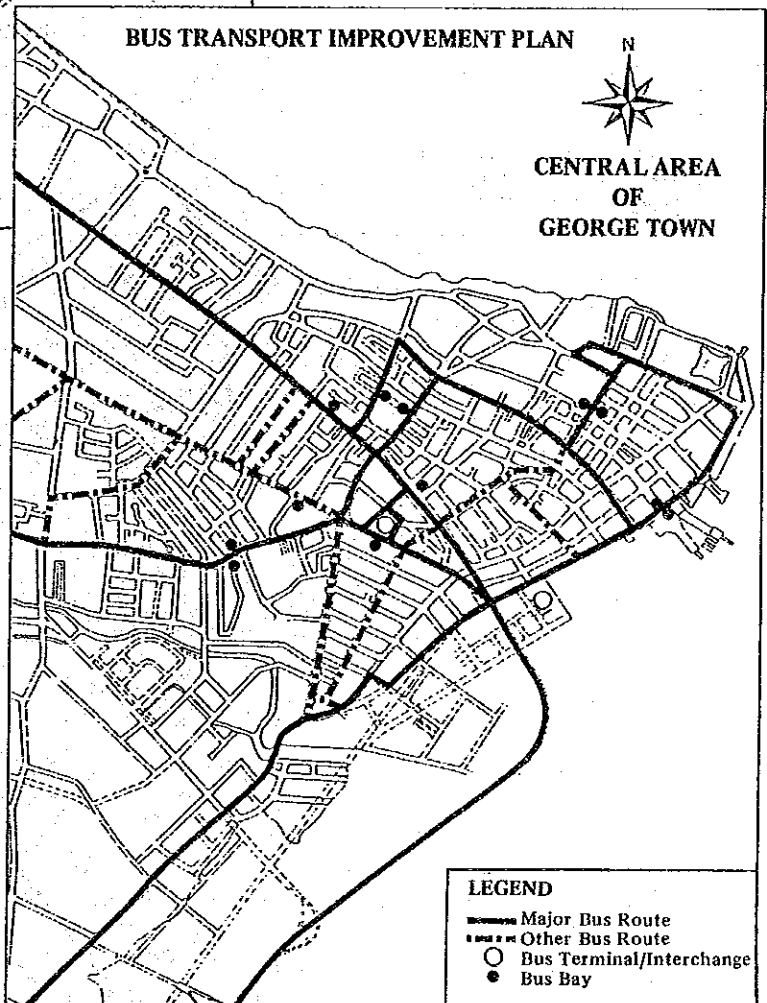 BUS TRANSPORT IMPROVEMENT PLAN
N
CENTRAL AREA
OF
GEORGE TOWN
LEGEND
Major Bus Route
Other Bus Route
Bus Terminal/Interchange
Bus Bay